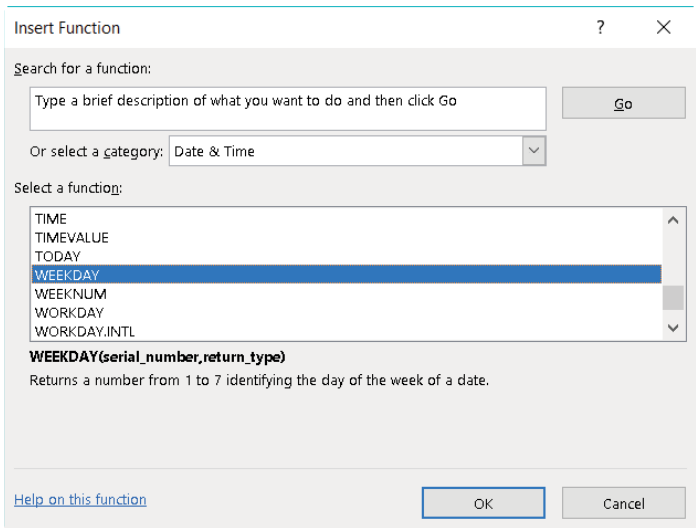 Insert Function ? ×
Search for a function:
Type a brief description of what you want to do and then click Go
Go
Or select a category: Date & Time
Select a function:
TIME
TIMEVALUE
TODAY
WEEKDAY
WEEKNUM
WORKDAY
WORKDAY.INTL
WEEKDAY(serial_number,return_type)
Returns a number from 1 to 7 identifying the day of the week of a date.
Help on this function
OK
Cancel